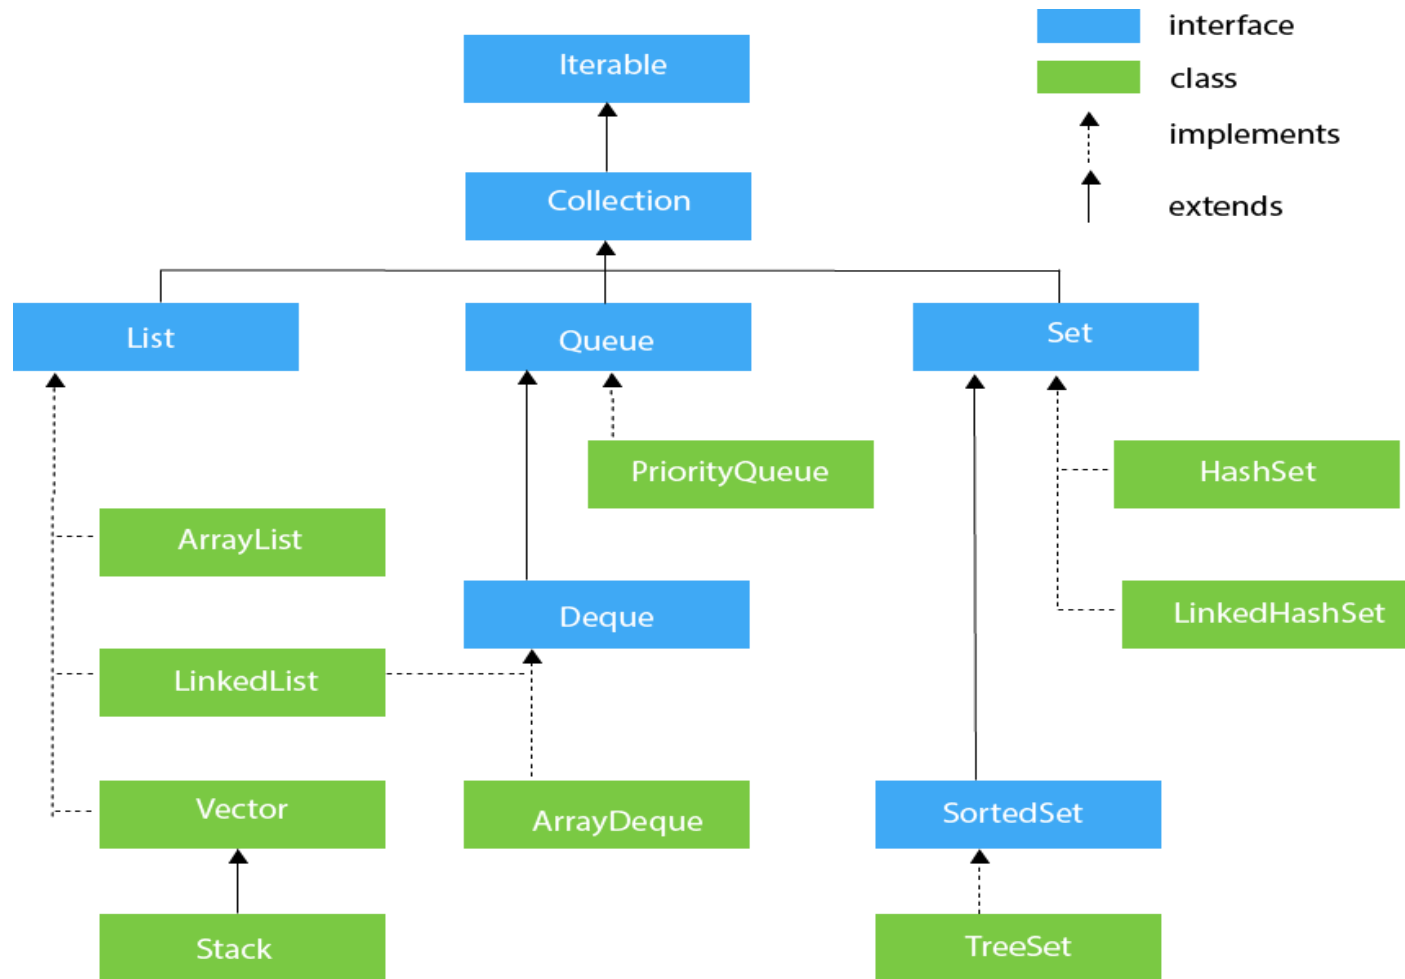 interface
class
implements
extends
Iterable
Collection
List
Queue
Set
PriorityQueue
HashSet
ArrayList
Deque
LinkedHashSet
LinkedList
Vector
ArrayDeque
SortedSet
Stack
TreeSet